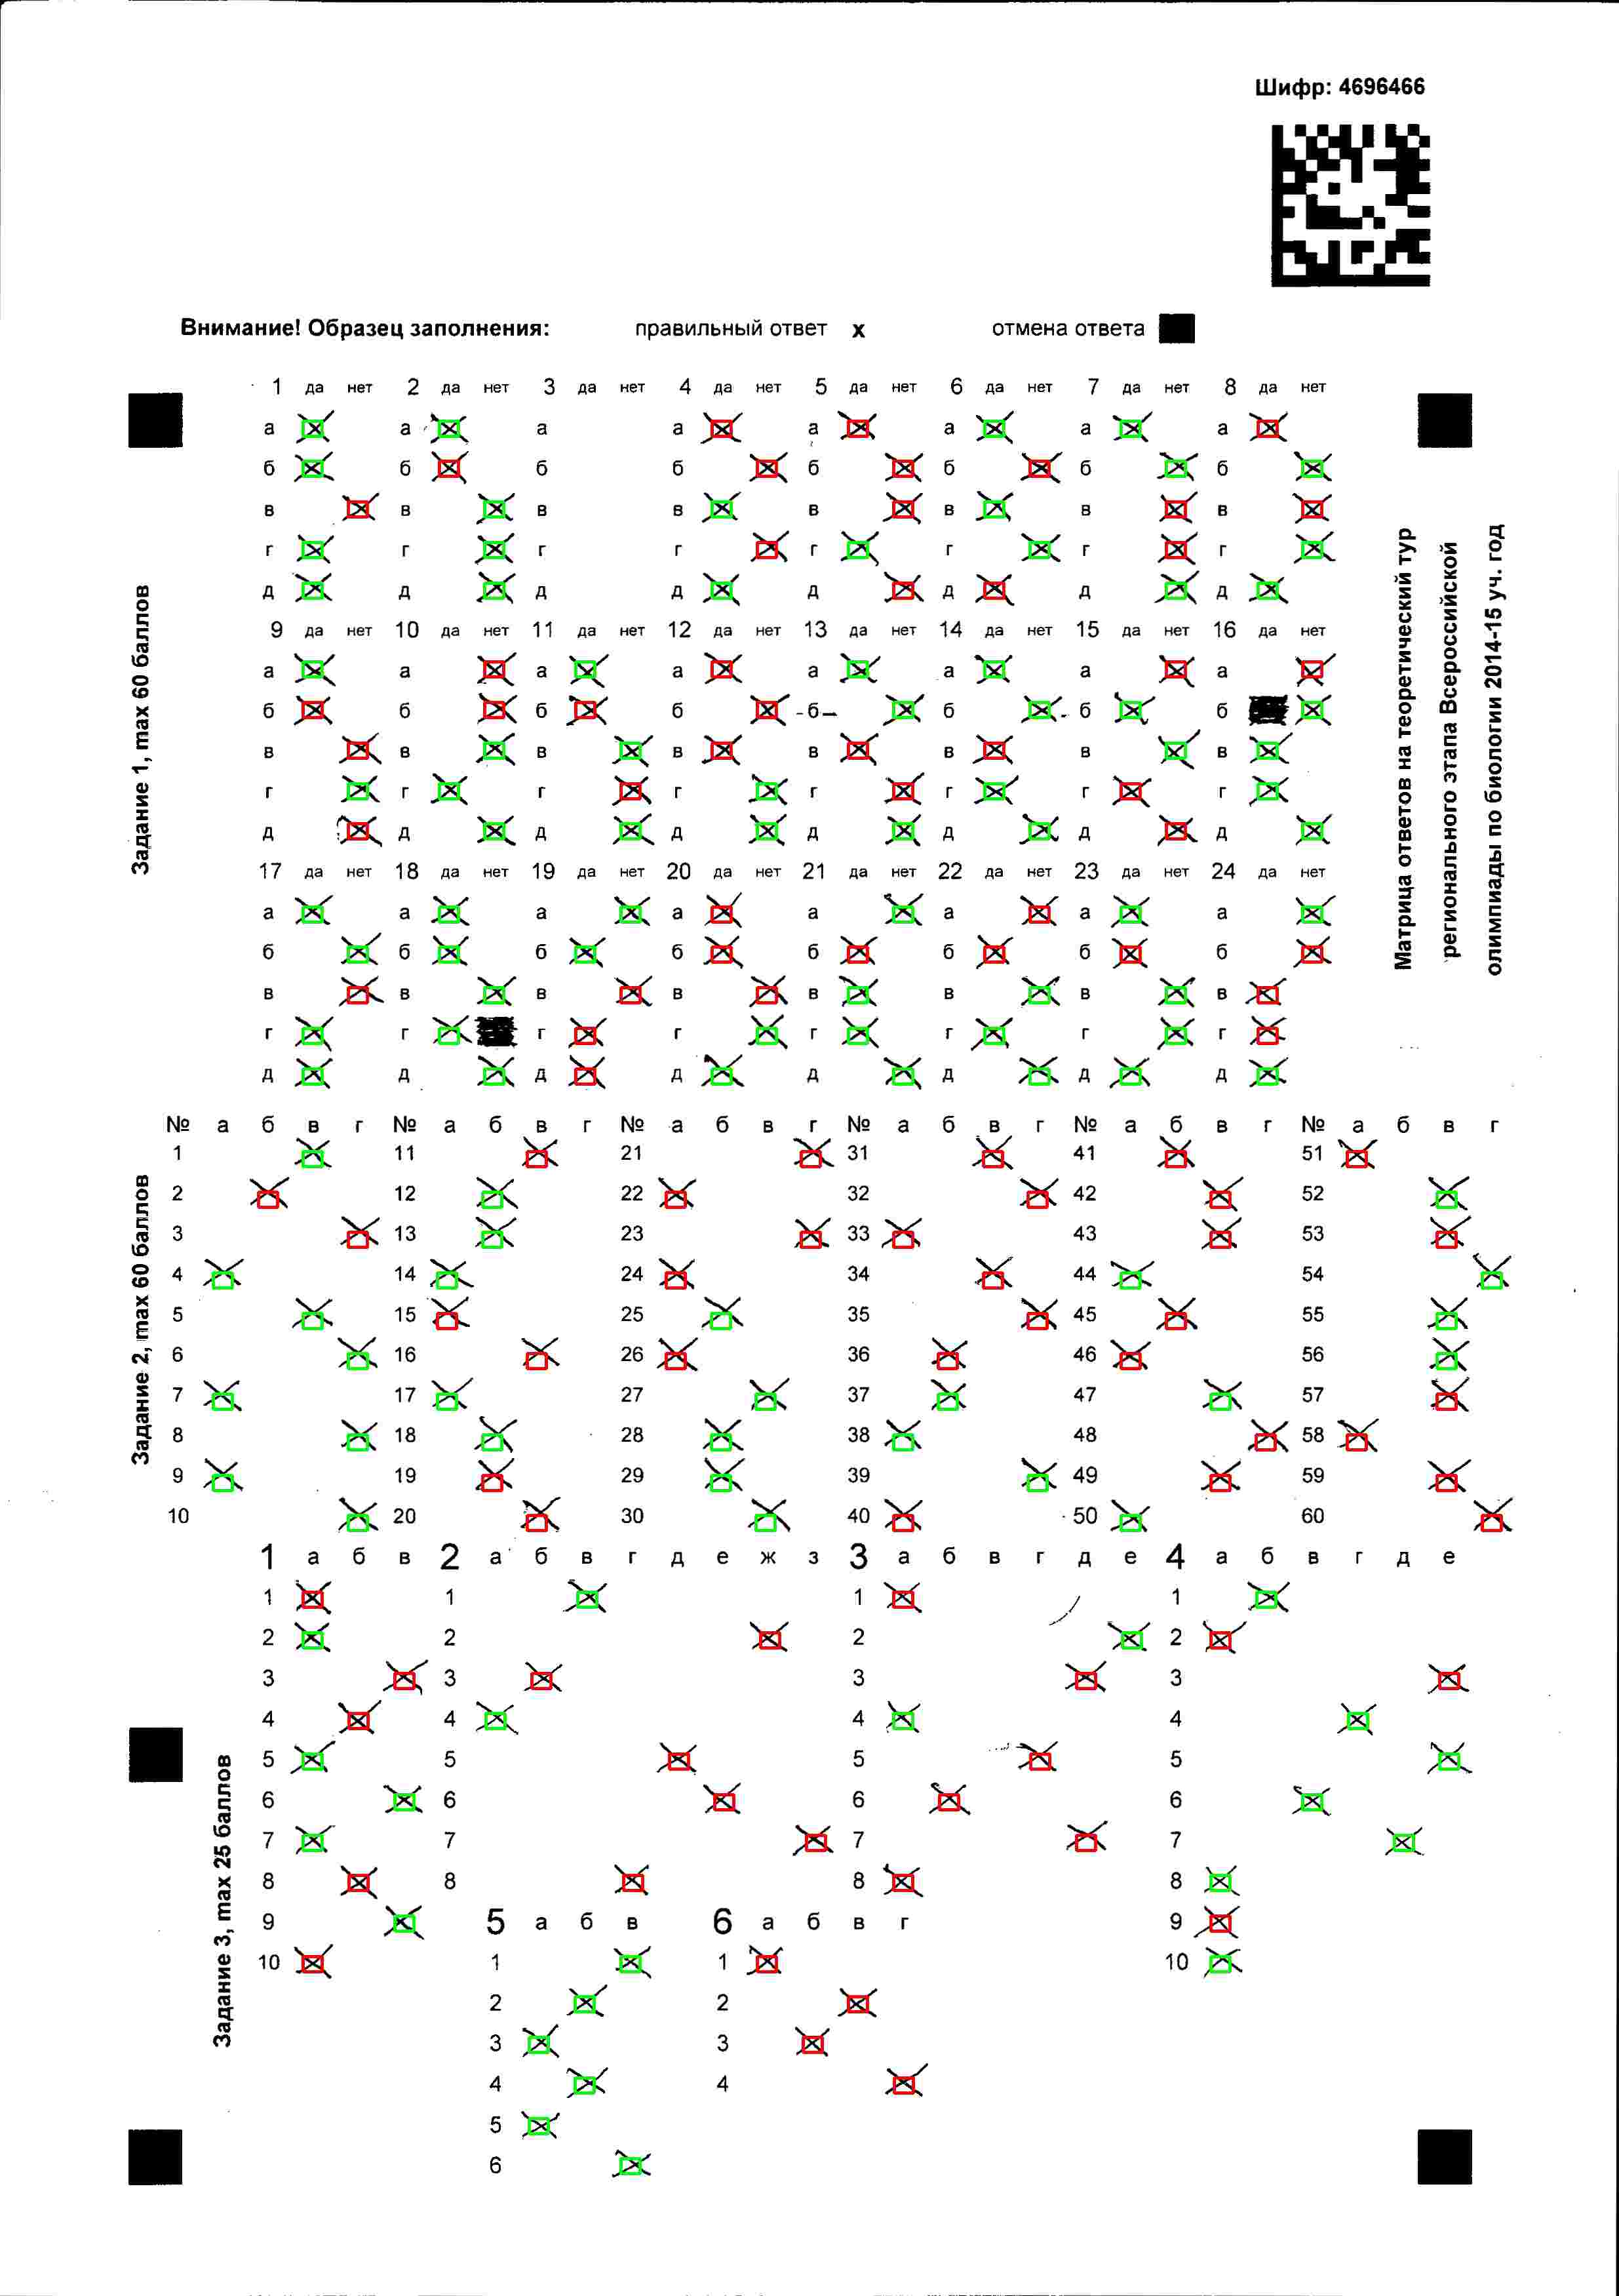 Шифр: 4696466
Внимание! Образец заполнения: правильный ответ х отмена ответа
1 да нет 2 да нет 3 да нет 4 да нет 5 да нет 6 да нет 7 да нет 8 да нет
а а а а а а а а
б б б б б б б б
в в в в в в в в
г г г г г г г г
д д д д д д д д
9 да нет 10 да нет 11 да нет 12 да нет 13 да нет 14 да нет 15 да нет 16 да нет
а а а а а а а а
б б б б б б б б
в в в в в в в в
г г г г г г г г
д д д д д д д д
17 да нет 18 да нет 19 да нет 20 да нет 21 да нет 22 да нет 23 да нет 24 да нет
а а а а а а а а
б б б б б б б б
в в в в в в в в
г г г г г г г г
д д д д д д д д
Задание 1, max 60 баллов
Матрица ответов на теоретический тур
регионального этапа Всероссийской
олимпиады по биологии 2014-15 уч. год
№ а б в г № а б в г № а б в г № а б в г № а б в г № а б в г
1 11 21 31 41 51
2 12 22 32 42 52
3 13 23 33 43 53
4 14 24 34 44 54
5 15 25 35 45 55
6 16 26 36 46 56
7 17 27 37 47 57
8 18 28 38 48 58
9 19 29 39 49 59
10 20 30 40 50 60
Задание 2, max 60 баллов
1 а б в 2 а б в г д е ж з 3 а б в г д е 4 а б в г д е
1 1 1 1
2 2 2 2
3 3 3 3
4 4 4 4
5 5 5 5
6 6 6 6
7 7 7 7
8 8 8 8
9 5 а б в 6 а б в г 9
10 1 1 10
2 2
3 3
4 4
5
6
Задание 3, max 25 баллов